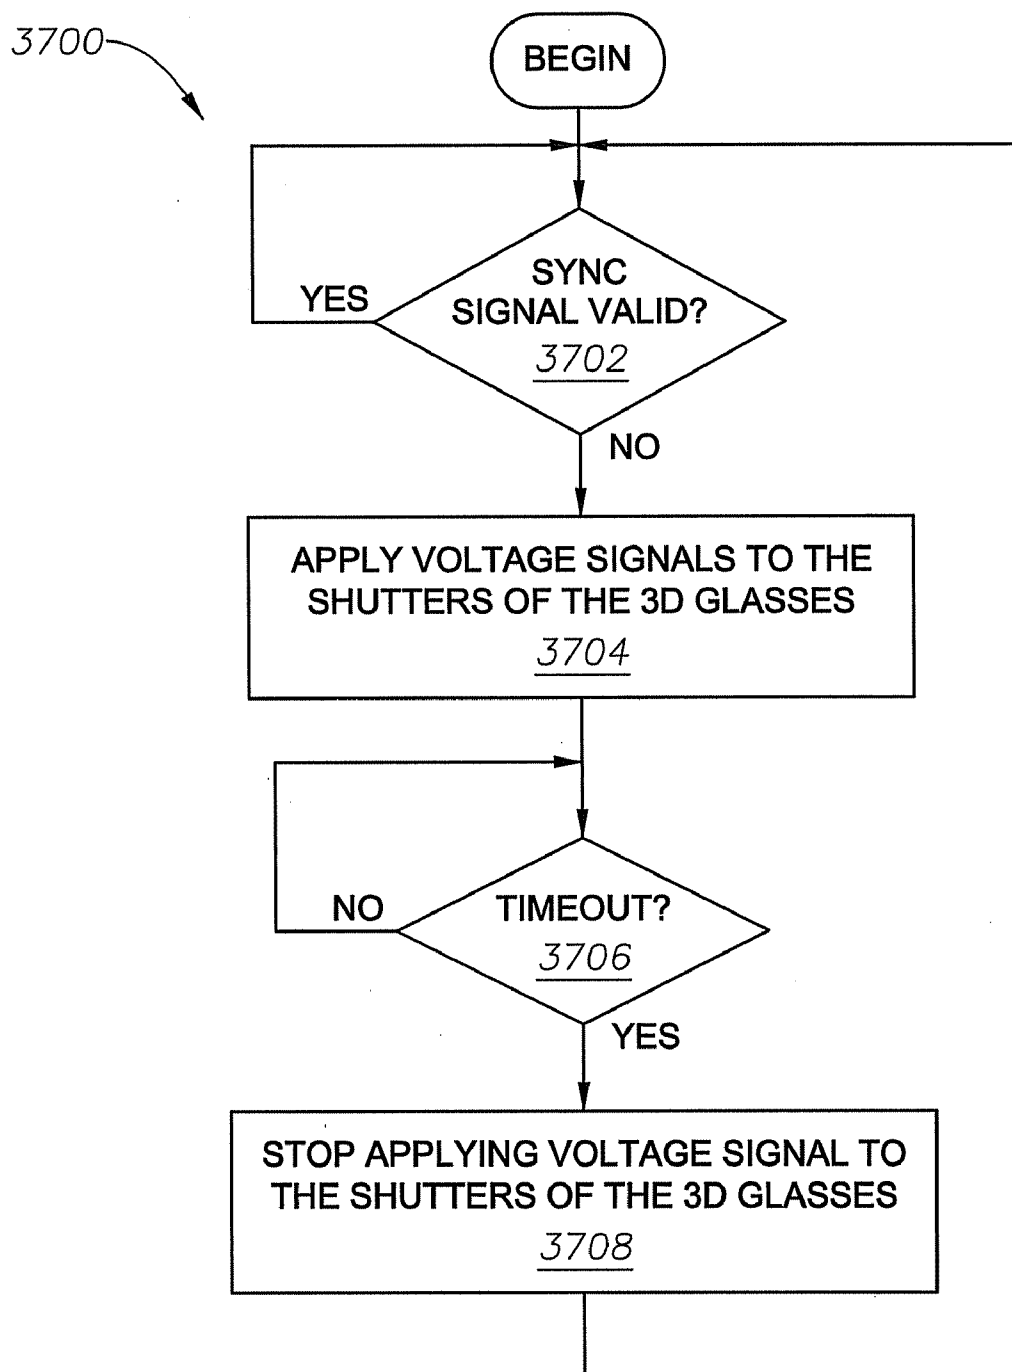 3700
BEGIN
SYNC
SIGNAL VALID?
3702
YES
NO
APPLY VOLTAGE SIGNALS TO THE
SHUTTERS OF THE 3D GLASSES
3704
TIMEOUT?
3706
NO
YES
STOP APPLYING VOLTAGE SIGNAL TO
THE SHUTTERS OF THE 3D GLASSES
3708